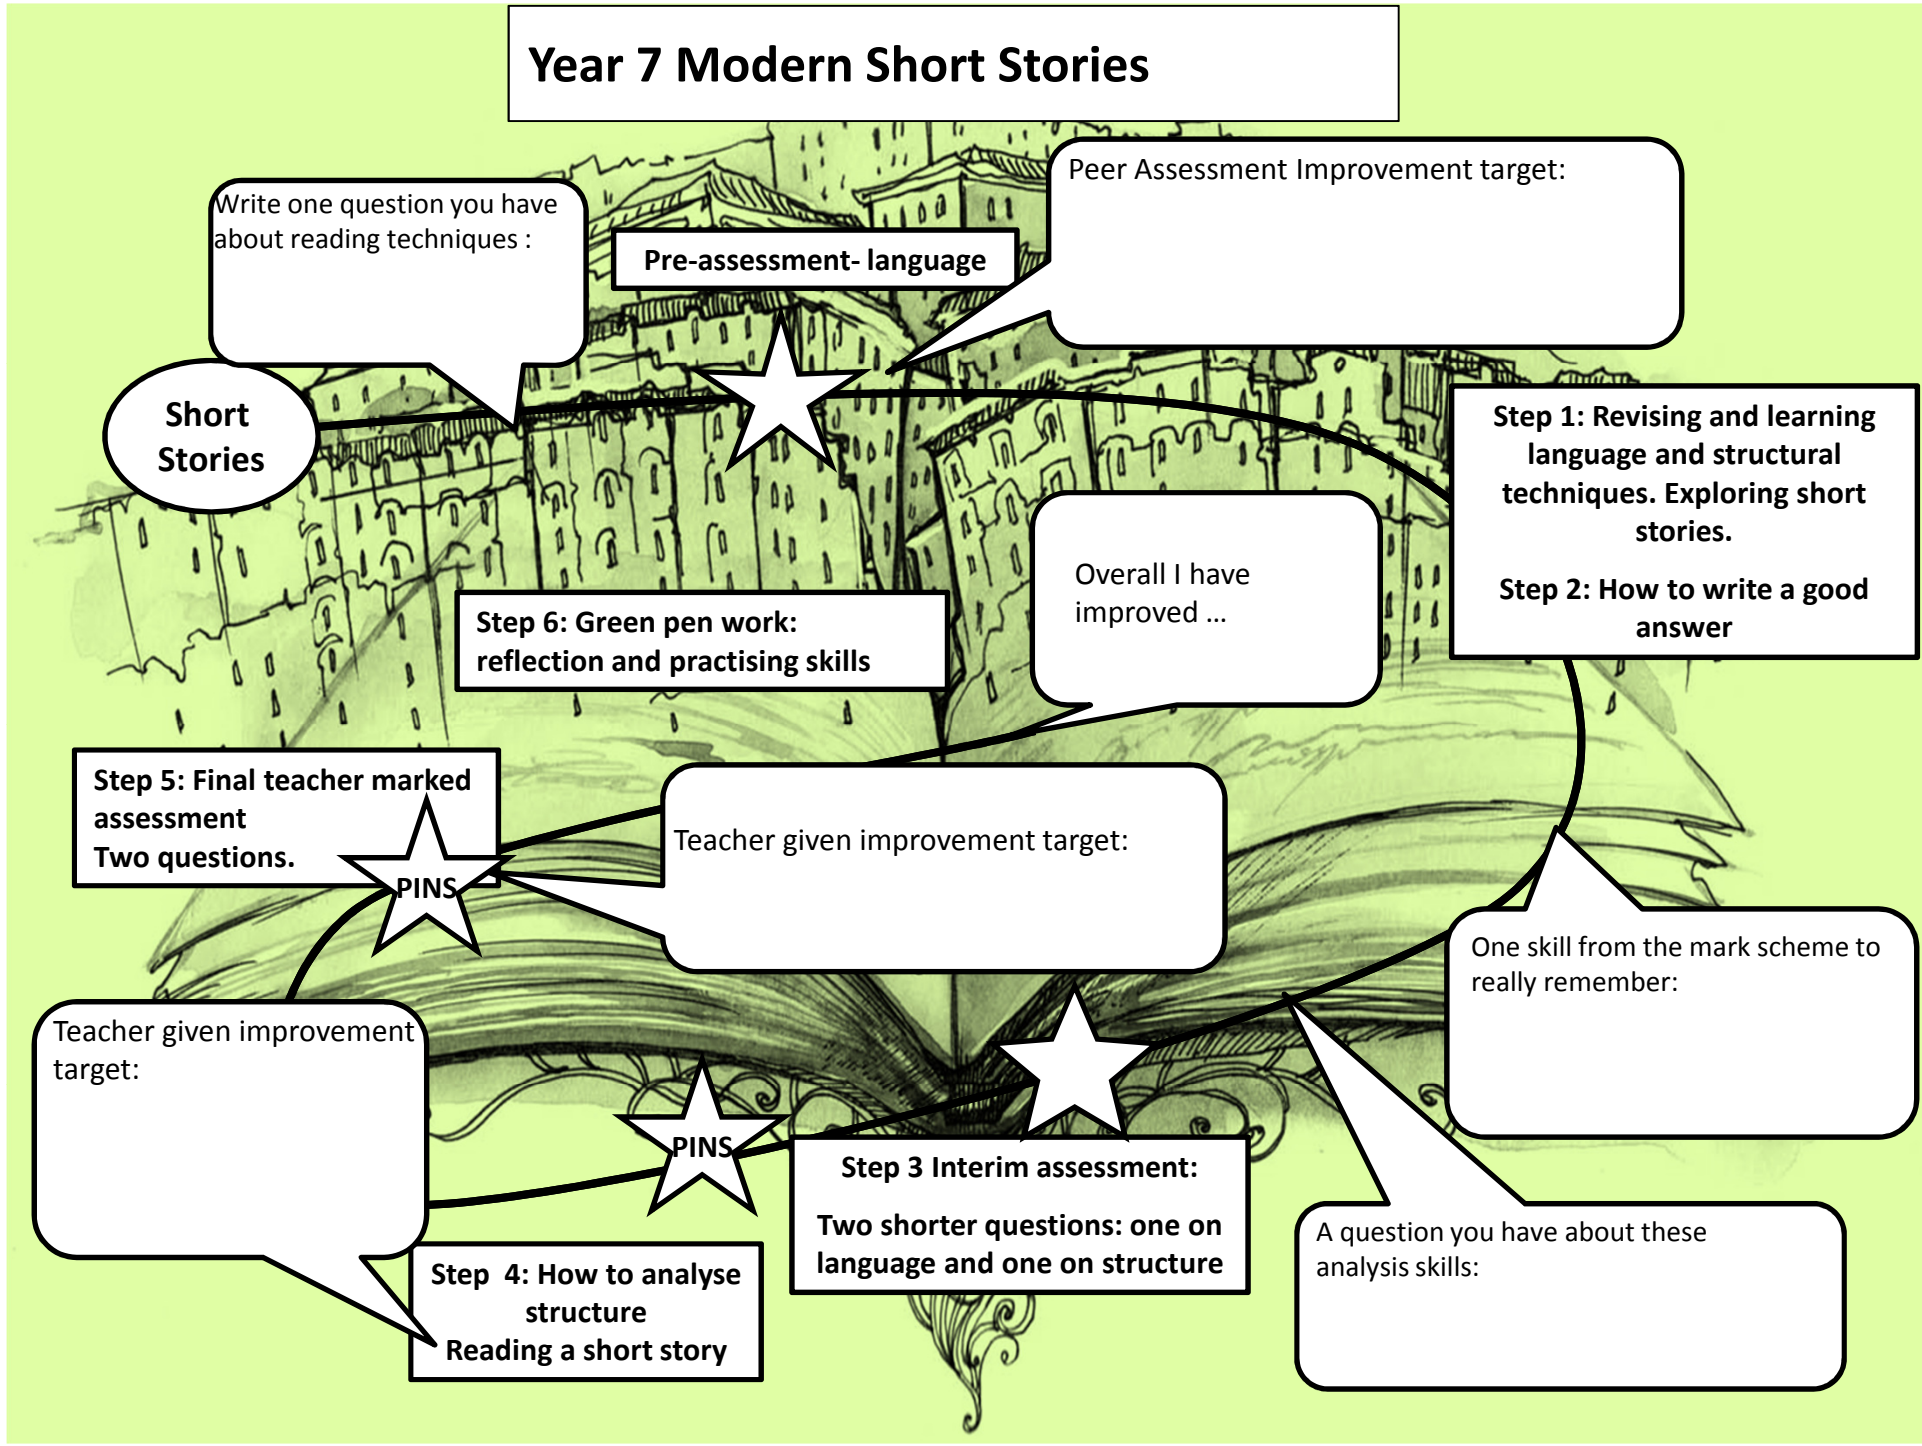 Year 7 Modern Short Stories
Write one question you have
about reading techniques :
Pre-assessment- language
Peer Assessment Improvement target:
Short
Stories
Step 1: Revising and learning
language and structural
techniques. Exploring short
stories.
Step 2: How to write a good
answer
Overall I have
improved ...
Step 6: Green pen work:
reflection and practising skills
Step 5: Final teacher marked
assessment
Two questions.
PINS
Teacher given improvement target:
One skill from the mark scheme to
really remember:
Teacher given improvement
target:
PINS
Step 3 Interim assessment:
Two shorter questions: one on
language and one on structure
A question you have about these
analysis skills:
Step  4: How to analyse
structure
Reading a short story